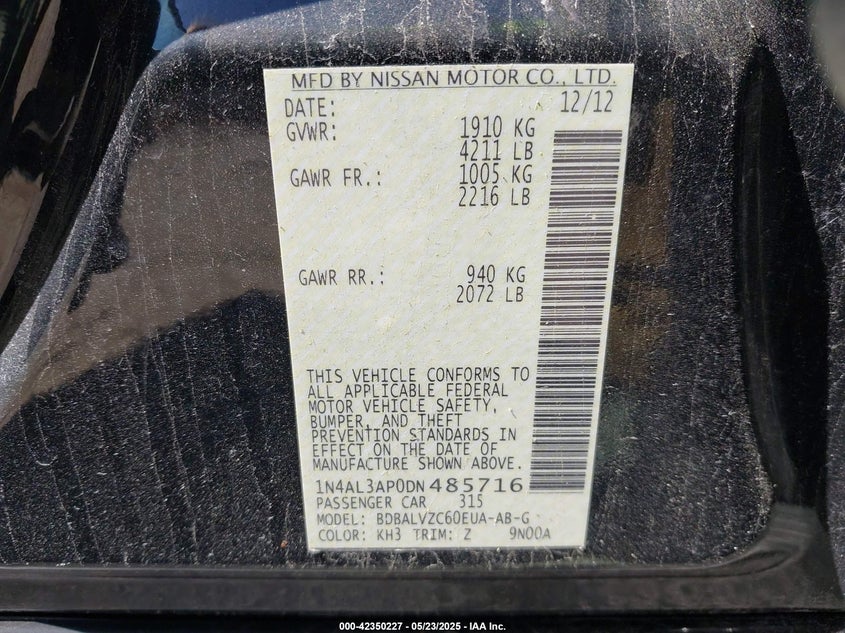 MFD BY NISSAN MOTOR CO., LTD.
DATE: 12/12
GVWR: 1910 KG
4211 LB
GAWR FR.: 1005 KG
2216 LB
GAWR RR.: 940 KG
2072 LB
THIS VEHICLE CONFORMS TO
ALL APPLICABLE FEDERAL
MOTOR VEHICLE SAFETY,
BUMPER, AND THEFT
PREVENTION STANDARDS IN
EFFECT ON THE DATE OF
MANUFACTURE SHOWN ABOVE.
1N4AL3AP0DN485716
PASSENGER CAR 315
MODEL: BDBALVZC60EUA-AB-G
COLOR: KH3 TRIM: Z 9N00A
000-42350227 - 05/23/2025 - IAA Inc.